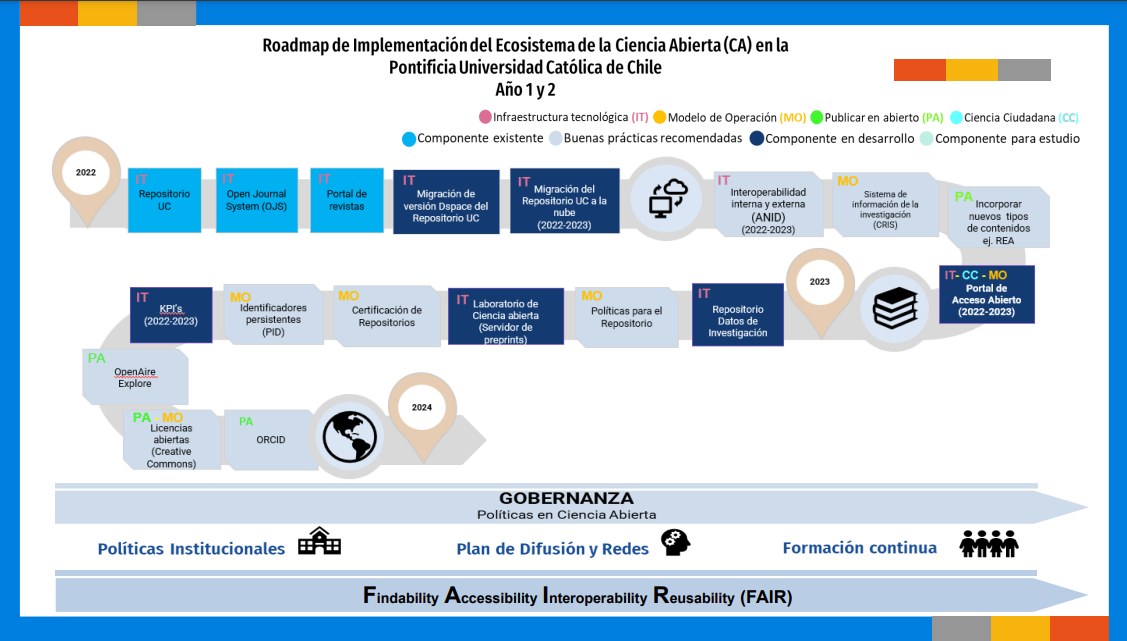 Roadmap de Implementación del Ecosistema de la Ciencia Abierta (CA) en la
Pontificia Universidad Católica de Chile
Año 1 y 2
Infraestructura tecnológica (IT) Modelo de Operación (MO) Publicar en abierto (PA) Ciencia Ciudadana (CC)
Componente existente Buenas prácticas recomendadas Componente en desarrollo Componente para estudio
2022
IT
Repositorio
UC
IT
Open Journal
System (OJS)
IT
Portal de
revistas
IT
Migración de
versión Dspace del
Repositorio UC
IT
Migración del
Repositorio UC a la
nube
(2022-2023)
IT
Interoperabilidad
interna y externa
(ANID)
(2022-2023)
MO
Sistema de
información de la
investigación
(CRIS)
PA
Incorporar
nuevos tipos
de contenidos
ej. REA
IT- CC - MO
Portal de
Acceso Abierto
(2022-2023)
2023
IT
Repositorio
Datos de
Investigación
MO
Políticas para el
Repositorio
IT
Laboratorio de
Ciencia abierta
(Servidor de
preprints)
MO
Certificación de
Repositorios
MO
Identificadores
persistentes
(PID)
IT
KPI's
(2022-2023)
PA
OpenAire
Explore
PA - MO
Licencias
abiertas
(Creative
Commons)
PA
ORCID
2024
GOBERNANZA
Políticas en Ciencia Abierta
Políticas Institucionales
Plan de Difusión y Redes
Formación continua
Findability Accessibility Interoperability Reusability (FAIR)